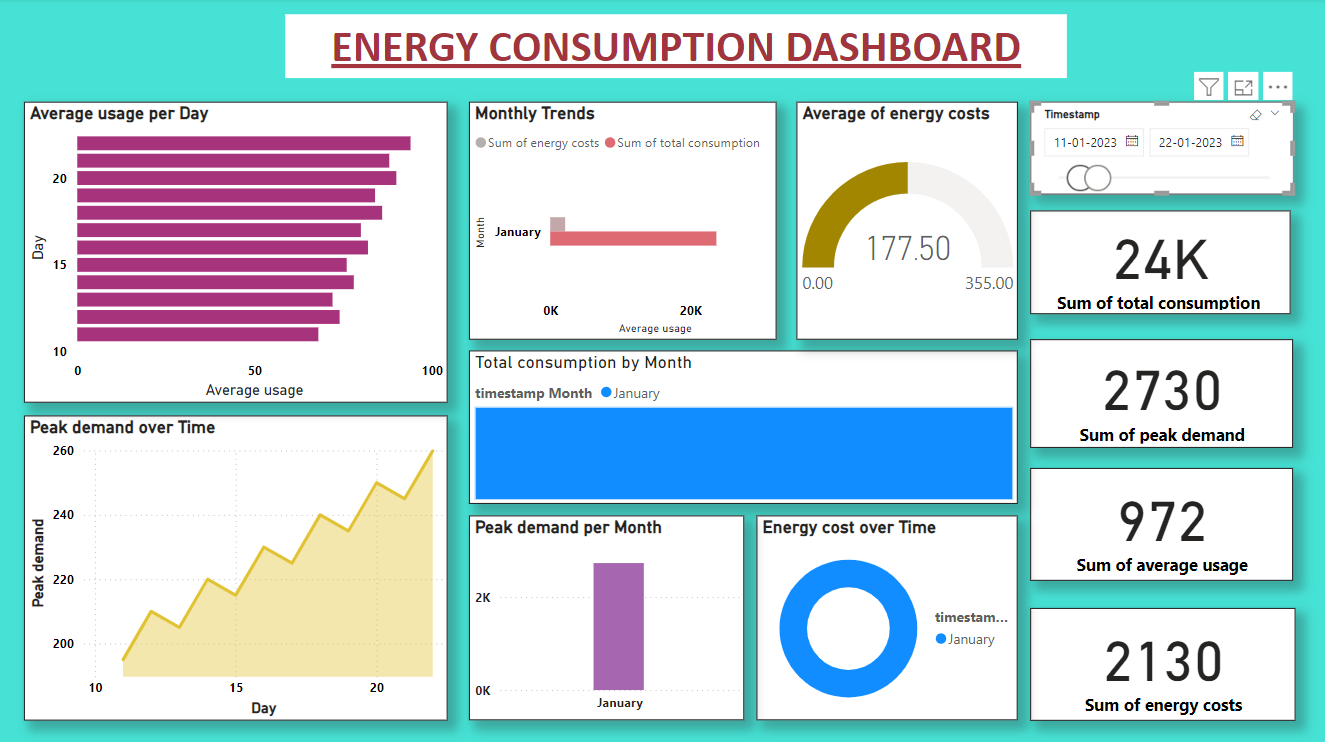 ENERGY CONSUMPTION DASHBOARD
Average usage per Day
20
15
10
Day
0 50 100
Average usage
Monthly Trends
Sum of energy costs Sum of total consumption
Month
January
0K 20K
Average usage
Average of energy costs
177.50
0.00 355.00
Timestamp
11-01-2023 22-01-2023
24K
Sum of total consumption
2730
Sum of peak demand
972
Sum of average usage
2130
Sum of energy costs
Total consumption by Month
timestamp Month January
Peak demand over Time
260
240
220
200
Peak demand
10 15 20
Day
Peak demand per Month
2K
0K
January
Energy cost over Time
timestam...
January